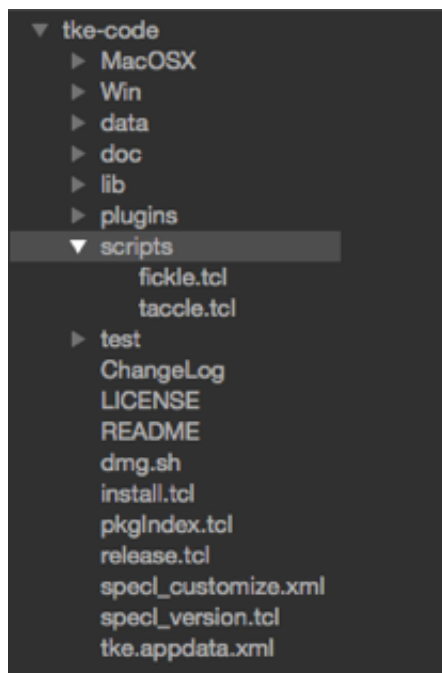 tke-code
MacOSX
Win
data
doc
lib
plugins
scripts
fickle.tcl
taccle.tcl
test
ChangeLog
LICENSE
README
dmg.sh
install.tcl
pkgIndex.tcl
release.tcl
specl_customize.xml
specl_version.tcl
tke.appdata.xml